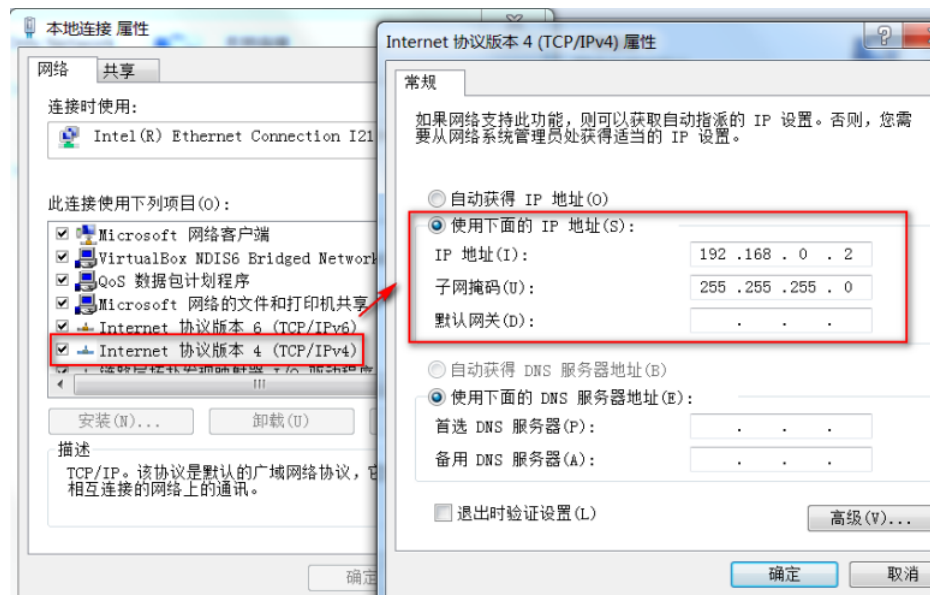 本地连接 属性
网络
共享
连接时使用:
Intel(R) Ethernet Connection I21
此连接使用下列项目(O):
Microsoft 网络客户端
VirtualBox NDIS6 Bridged Network
QoS 数据包计划程序
Microsoft 网络的文件和打印机共享
Internet 协议版本 6 (TCP/IPv6)
Internet 协议版本 4 (TCP/IPv4)
安装(N)...
卸载(U)
描述
TCP/IP。该协议是默认的广域网络协议，它
相互连接的网络上的通讯。
确定
Internet 协议版本 4 (TCP/IPv4) 属性
常规
如果网络支持此功能，则可以获取自动指派的 IP 设置。否则，您需
要从网络系统管理员处获得适当的 IP 设置。
自动获得 IP 地址(O)
使用下面的 IP 地址(S):
IP 地址(I): 192 .168 . 0 . 2
子网掩码(U): 255 .255 .255 . 0
默认网关(D): . . .
自动获得 DNS 服务器地址(B)
使用下面的 DNS 服务器地址(E):
首选 DNS 服务器(P): . . .
备用 DNS 服务器(A): . . .
退出时验证设置(L)
高级(V)...
确定
取消